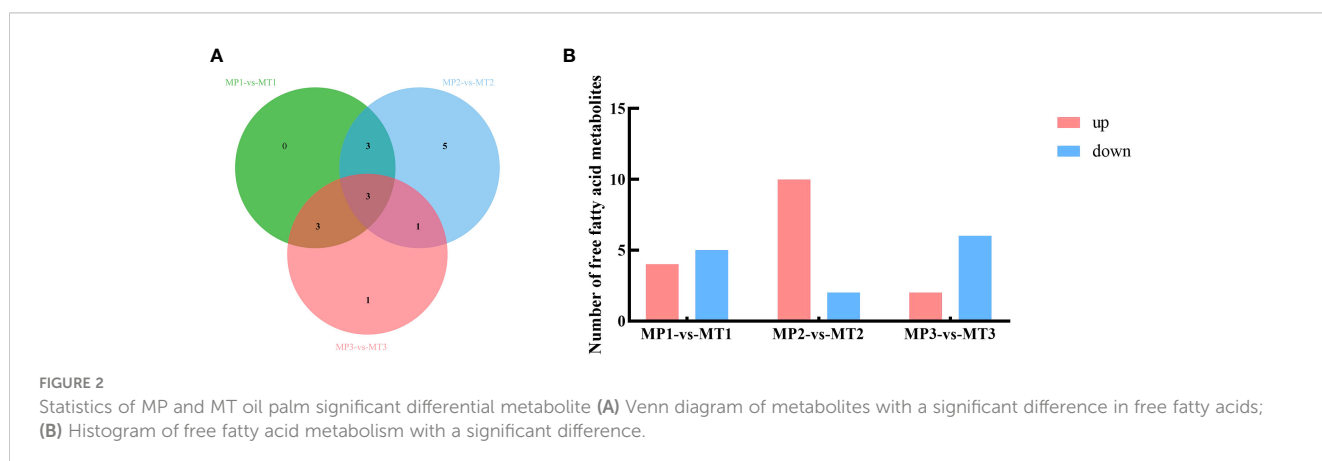 A
MP1-vs-MT1
MP2-vs-MT2
0
3
5
3
3
1
1
MP3-vs-MT3
B
Number of free fatty acid metabolites
15
10
5
0
MP1-vs-MT1
MP2-vs-MT2
MP3-vs-MT3
up
down
FIGURE 2
Statistics of MP and MT oil palm significant differential metabolite (A) Venn diagram of metabolites with a significant difference in free fatty acids;
(B) Histogram of free fatty acid metabolism with a significant difference.